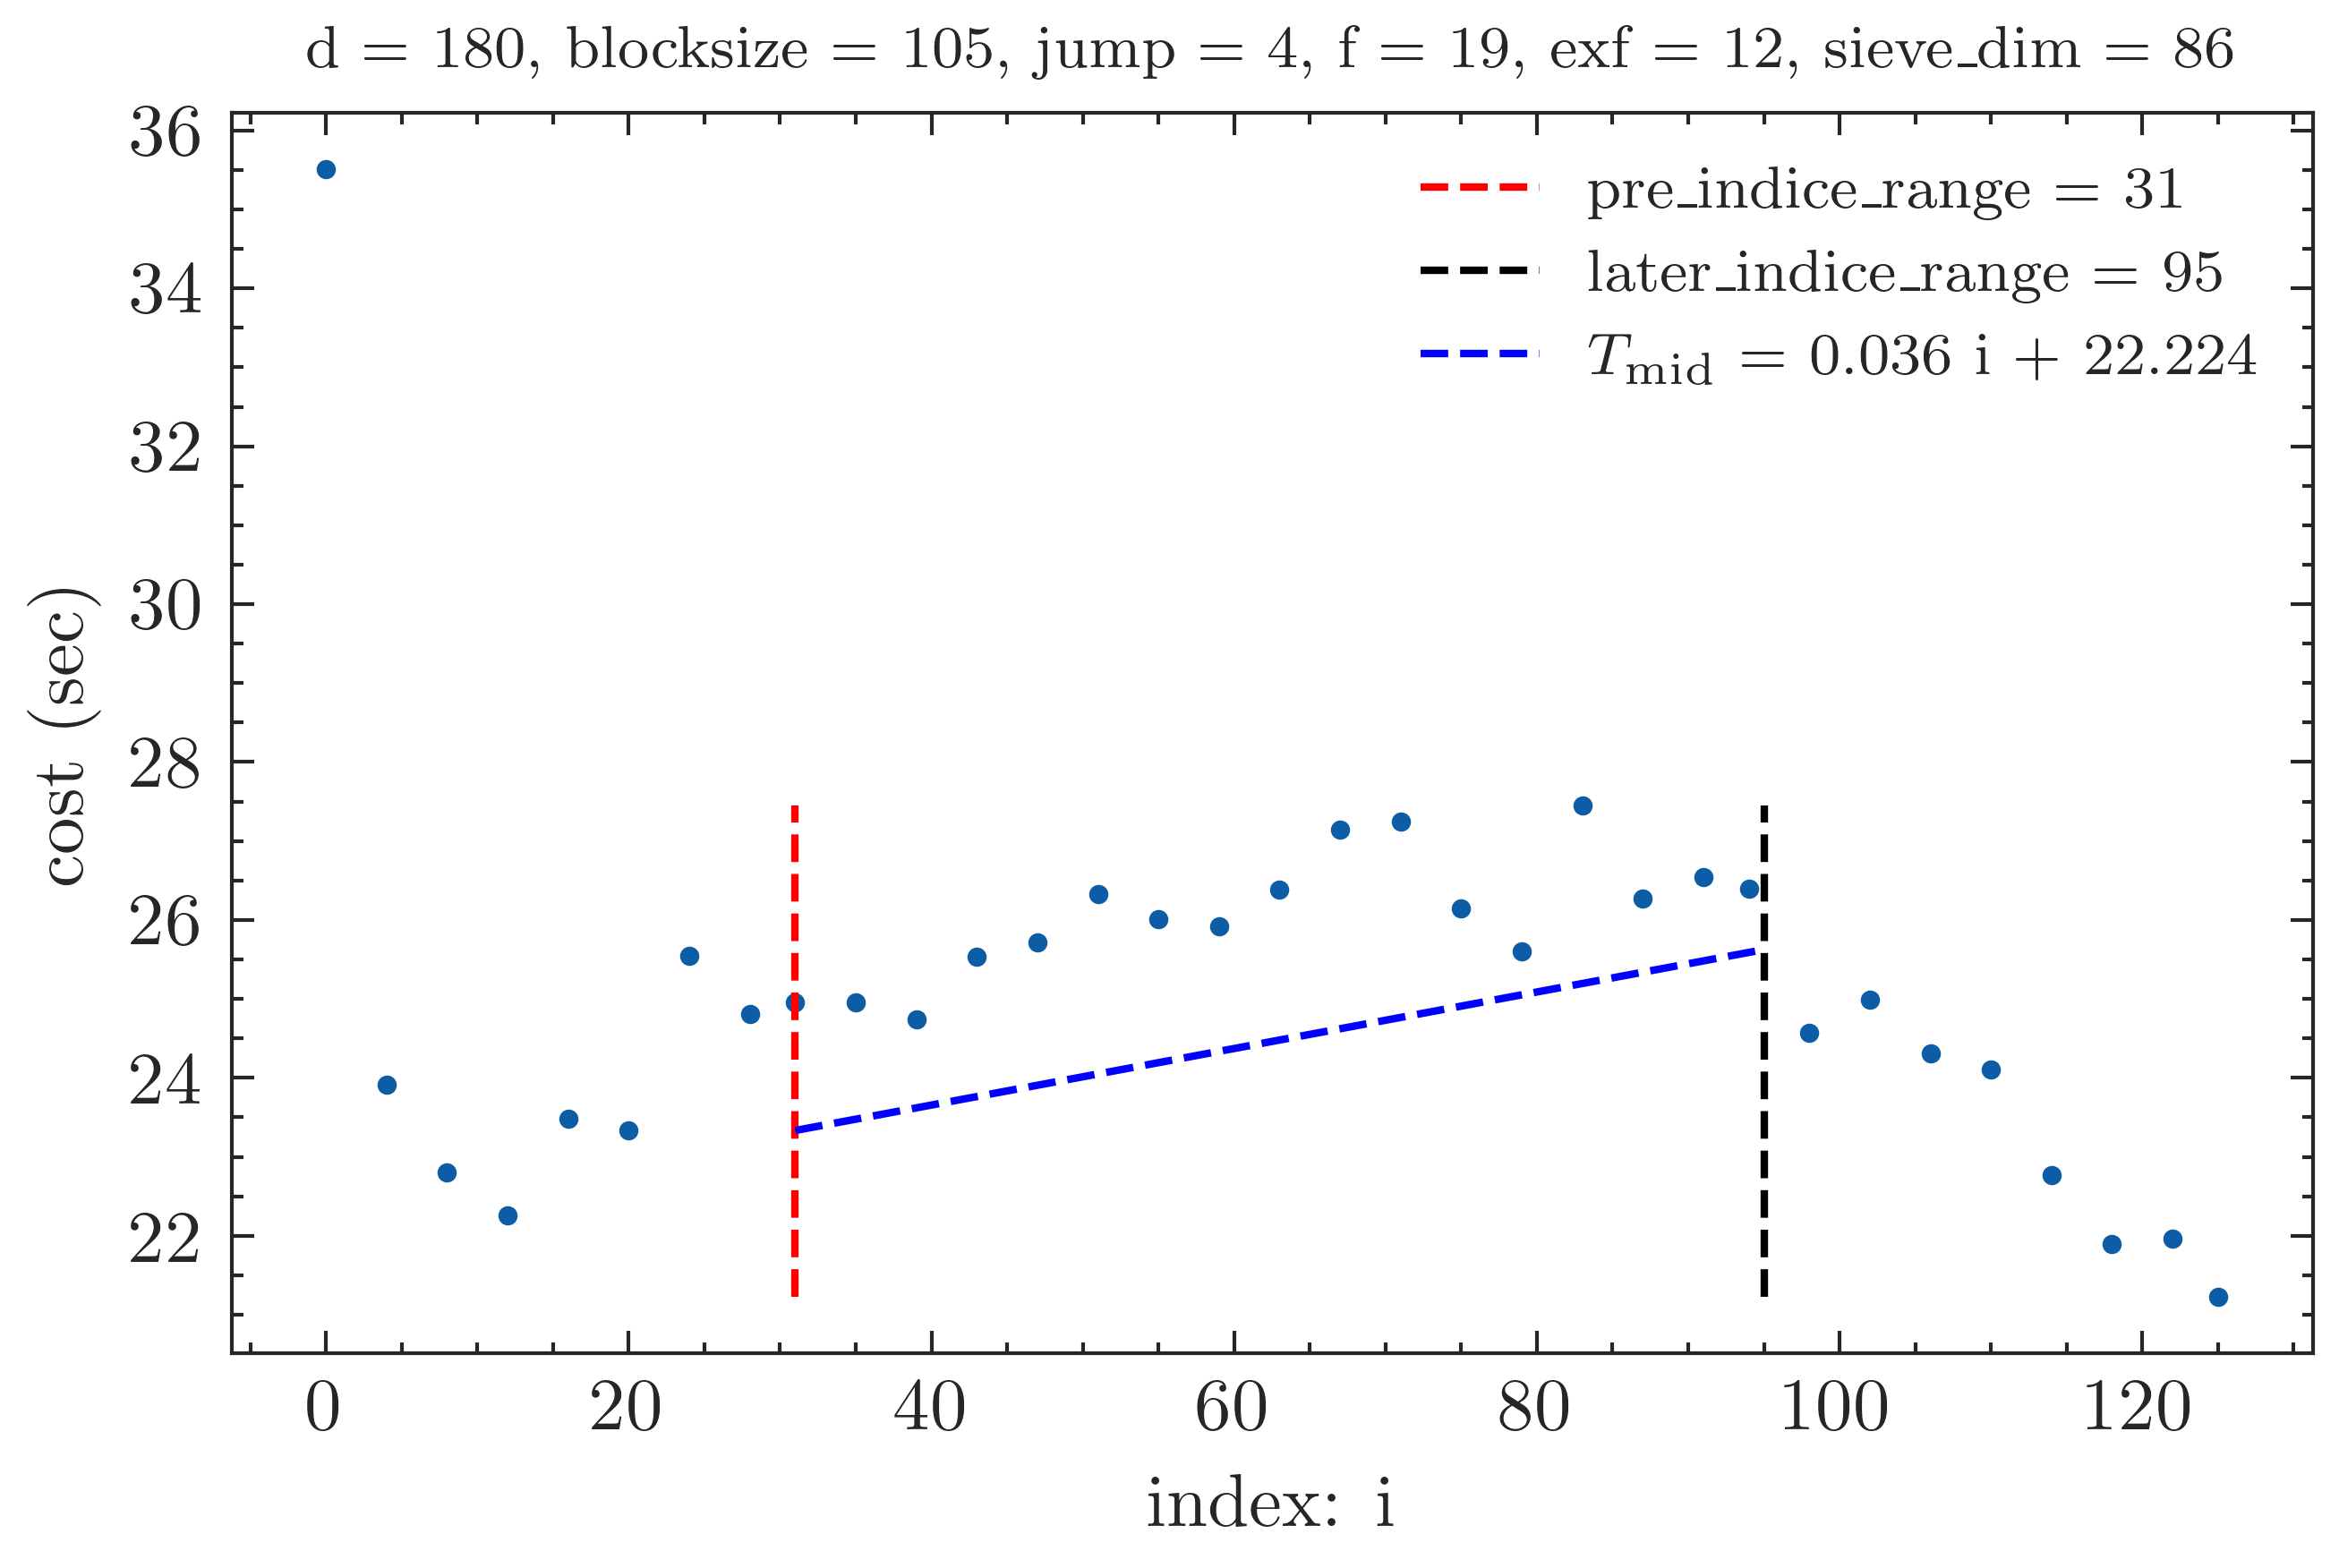 d = 180, blocksize = 105, jump = 4, f = 19, exf = 12, sieve_dim = 86
36
34
32
30
28
26
24
22
cost (sec)
pre_indice_range = 31
later_indice_range = 95
T_mid = 0.036 i + 22.224
0 20 40 60 80 100 120
index: i